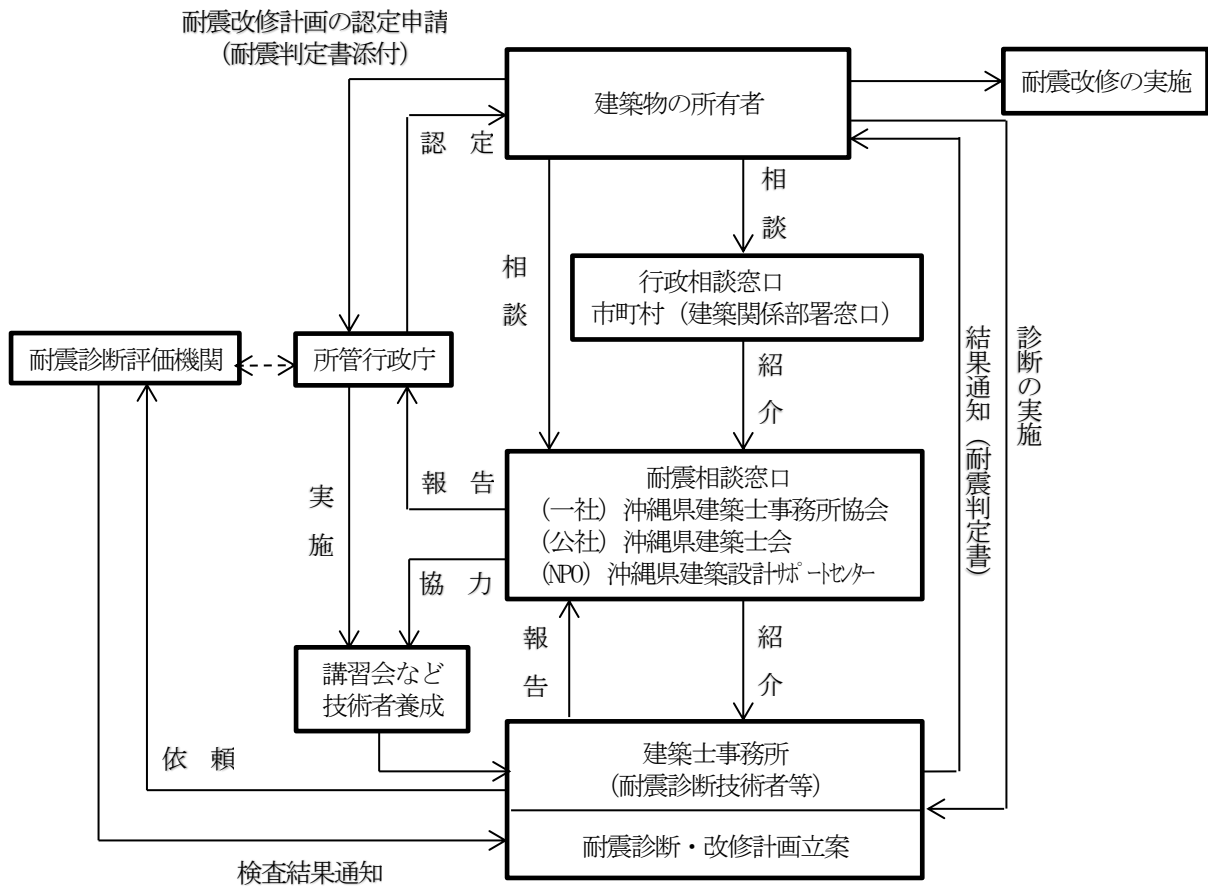 耐震改修計画の認定申請
(耐震判定書添付)
建築物の所有者
耐震改修の実施
認 定
相談
相談
行政相談窓口
市町村(建築関係部署窓口)
結果通知(耐震判定書)
診断の実施
耐震診断評価機関
所管行政庁
紹介
報 告
実施
耐震相談窓口
(一社)沖縄県建築士事務所協会
(公社)沖縄県建築士会
(NPO)沖縄県建築設計サポートセンター
協 力
報告
紹介
講習会など
技術者養成
依 頼
建築士事務所
(耐震診断技術者等)
耐震診断・改修計画立案
検査結果通知